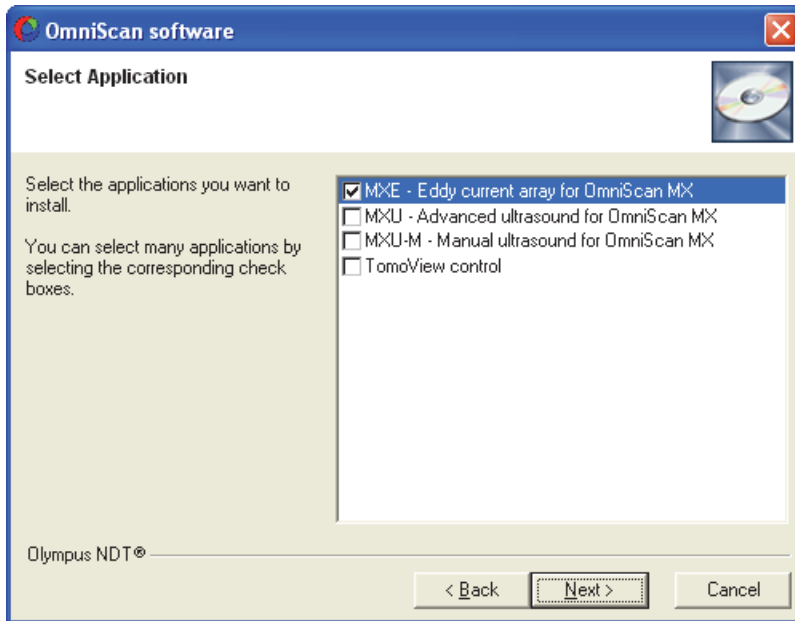 OmniScan software
Select Application
Select the applications you want to
install.
You can select many applications by
selecting the corresponding check
boxes.
MXE - Eddy current array for OmniScan MX
MXU - Advanced ultrasound for OmniScan MX
MXU-M - Manual ultrasound for OmniScan MX
TomoView control
Olympus NDT®
< Back
Next >
Cancel